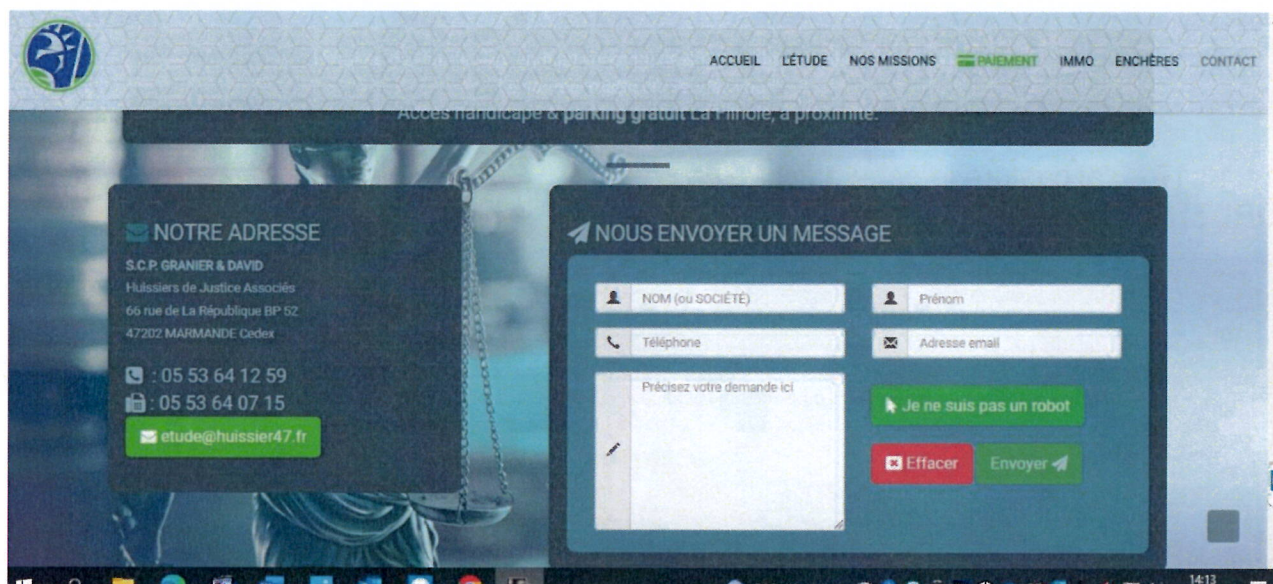 ACCUEIL L'ÉTUDE NOS MISSIONS PAIEMENT IMMO ENCHÈRES CONTACT
Accès handicapé & parking gratuit La Filhole, à proximité.
NOTRE ADRESSE
S.C.P. GRANIER & DAVID
Huissiers de Justice Associés
66 rue de La République BP 52
47202 MARMANDE Cedex
: 05 53 64 12 59
: 05 53 64 07 15
etude@huissier47.fr
NOUS ENVOYER UN MESSAGE
NOM (ou SOCIÉTÉ)
Prénom
Téléphone
Adresse email
Précisez votre demande ici
Je ne suis pas un robot
Effacer
Envoyer
14:13